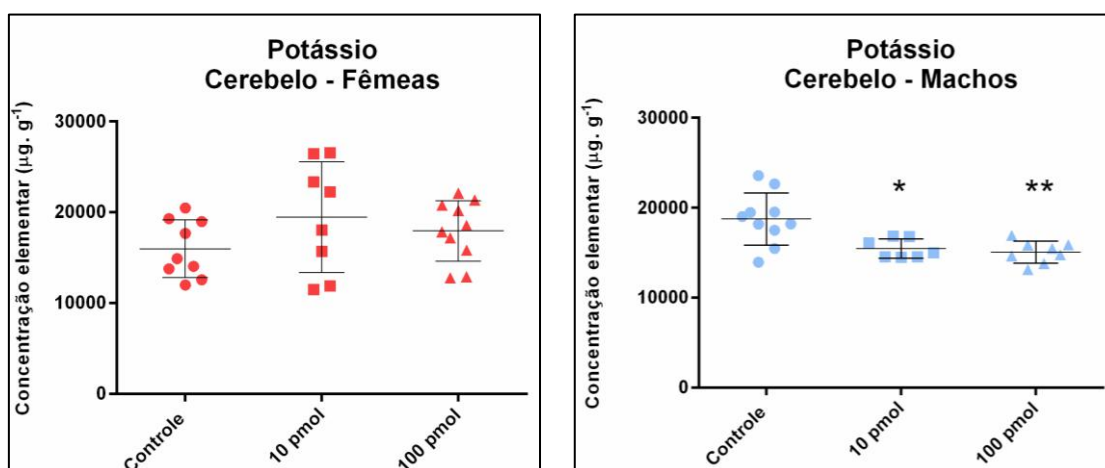 Potássio
Cerebelo - Fêmeas
Concentração elementar (µg. g⁻¹)
30000
20000
10000
0
Controle
10 pmol
100 pmol
Potássio
Cerebelo - Machos
Concentração elementar (µg. g⁻¹)
30000
20000
10000
0
*
**
Controle
10 pmol
100 pmol